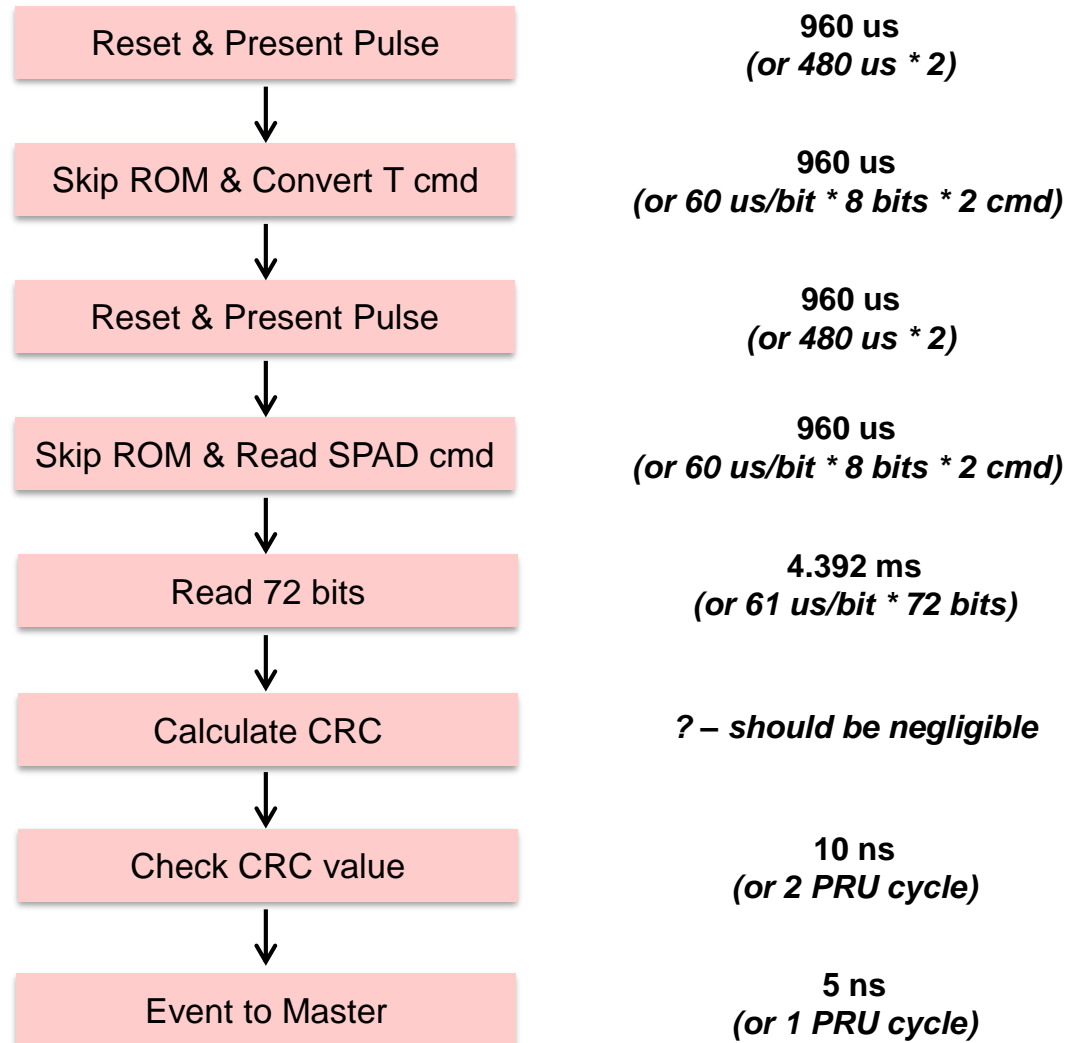 Reset & Present Pulse
960 us
(or 480 us * 2)
Skip ROM & Convert T cmd
960 us
(or 60 us/bit * 8 bits * 2 cmd)
Reset & Present Pulse
960 us
(or 480 us * 2)
Skip ROM & Read SPAD cmd
960 us
(or 60 us/bit * 8 bits * 2 cmd)
Read 72 bits
4.392 ms
(or 61 us/bit * 72 bits)
Calculate CRC
? – should be negligible
Check CRC value
10 ns
(or 2 PRU cycle)
Event to Master
5 ns
(or 1 PRU cycle)